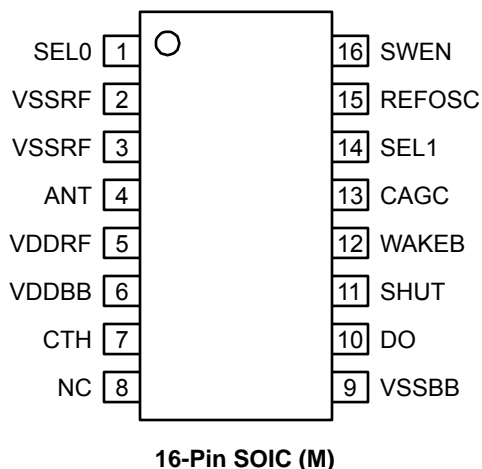 SEL0 1 16 SWEN
VSSRF 2 15 REFOSC
VSSRF 3 14 SEL1
ANT 4 13 CAGC
VDDRF 5 12 WAKEB
VDDBB 6 11 SHUT
CTH 7 10 DO
NC 8 9 VSSBB
16-Pin SOIC (M)